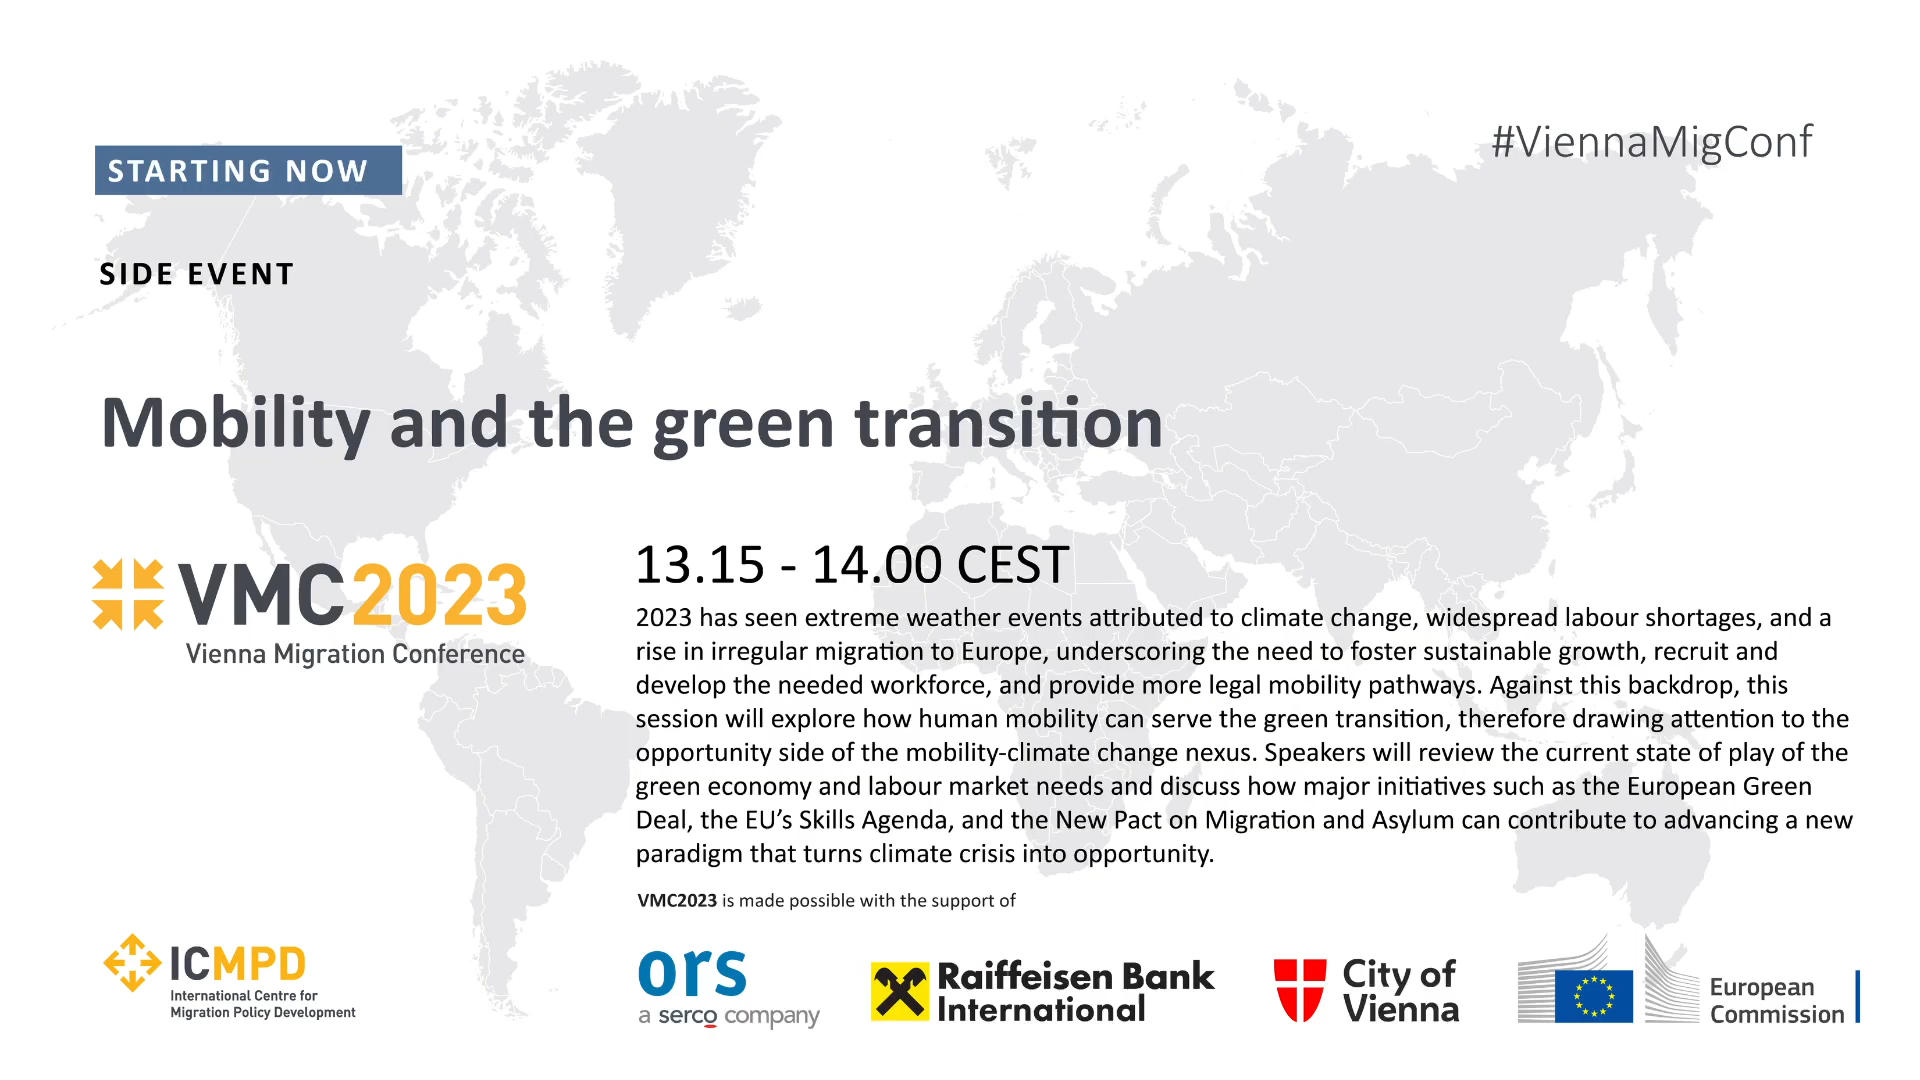 #ViennaMigConf
STARTING NOW
SIDE EVENT
Mobility and the green transition
VMC2023
Vienna Migration Conference
13.15 - 14.00 CEST
2023 has seen extreme weather events attributed to climate change, widespread labour shortages, and a
rise in irregular migration to Europe, underscoring the need to foster sustainable growth, recruit and
develop the needed workforce, and provide more legal mobility pathways. Against this backdrop, this
session will explore how human mobility can serve the green transition, therefore drawing attention to the
opportunity side of the mobility-climate change nexus. Speakers will review the current state of play of the
green economy and labour market needs and discuss how major initiatives such as the European Green
Deal, the EU’s Skills Agenda, and the New Pact on Migration and Asylum can contribute to advancing a new
paradigm that turns climate crisis into opportunity.
VMC2023 is made possible with the support of
ICMPD
International Centre for
Migration Policy Development
ors
a serco company
Raiffeisen Bank
International
City of
Vienna
European
Commission